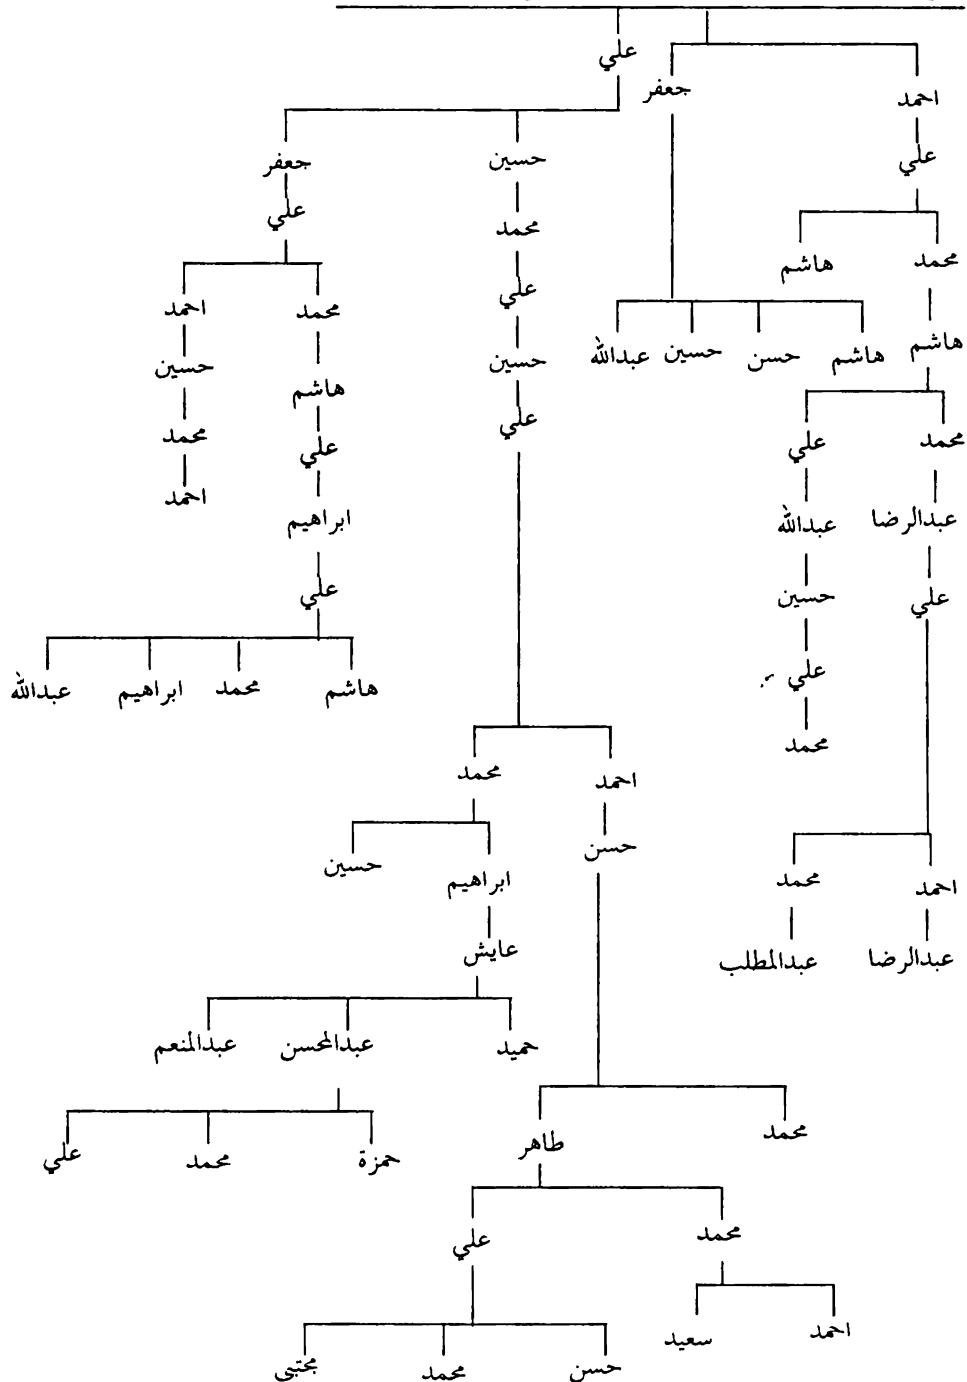 علي
جعفر
احمد
علي
حسين
جعفر
محمد
علي
محمد
هاشم
علي
محمد
احمد
هاشم
هاشم
حسن
حسين
عبدالله
حسين
هاشم
حسين
محمد
علي
علي
محمد
علي
احمد
عبدالرضا
عبدالله
ابراهيم
علي
حسين
علي
علي
هاشم
محمد
ابراهيم
عبدالله
محمد
احمد
محمد
حسن
احمد
محمد
ابراهيم
حسين
عبدالرضا
عبدالمطلب
عايش
حميد
عبدالمحسن
عبدالمنعم
محمد
طاهر
حمزة
محمد
علي
محمد
علي
احمد
سعيد
حسن
محمد
مجتبى